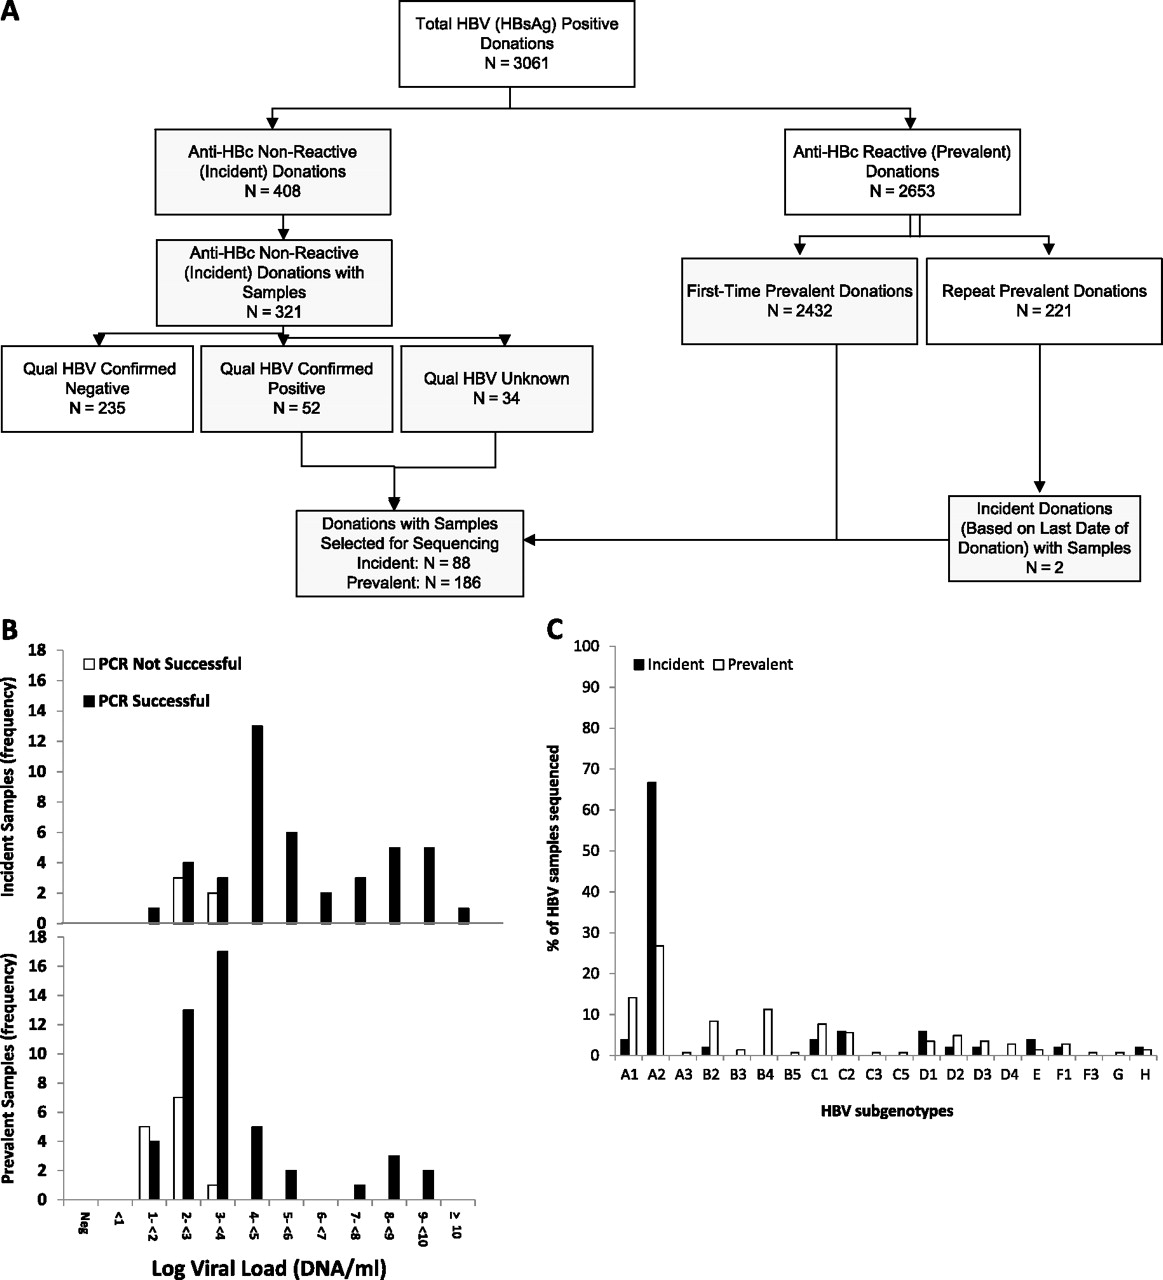 A
Total HBV (HBsAg) Positive
Donations
N = 3061
Anti-HBc Non-Reactive
(Incident) Donations
N = 408
Anti-HBc Reactive (Prevalent)
Donations
N = 2653
Anti-HBc Non-Reactive
(Incident) Donations with
Samples
N = 321
First-Time Prevalent Donations
N = 2432
Repeat Prevalent Donations
N = 221
Qual HBV Confirmed
Negative
N = 235
Qual HBV Confirmed
Positive
N = 52
Qual HBV Unknown
N = 34
Donations with Samples
Selected for Sequencing
Incident: N = 88
Prevalent: N = 186
Incident Donations
(Based on Last Date of
Donation) with Samples
N = 2
B
Incident Samples (frequency)
18
16
14
12
10
8
6
4
2
0
PCR Not Successful
PCR Successful
Prevalent Samples (frequency)
18
16
14
12
10
8
6
4
2
0
Neg
<1
1-<2
2-<3
3-<4
4-<5
5-<6
6-<7
7-<8
8-<9
9-<10
≥ 10
Log Viral Load (DNA/ml)
C
% of HBV samples sequenced
100
90
80
70
60
50
40
30
20
10
0
Incident Prevalent
A1 A2 A3 B2 B3 B4 B5 C1 C2 C3 C5 D1 D2 D3 D4 E F1 F3 G H
HBV subgenotypes